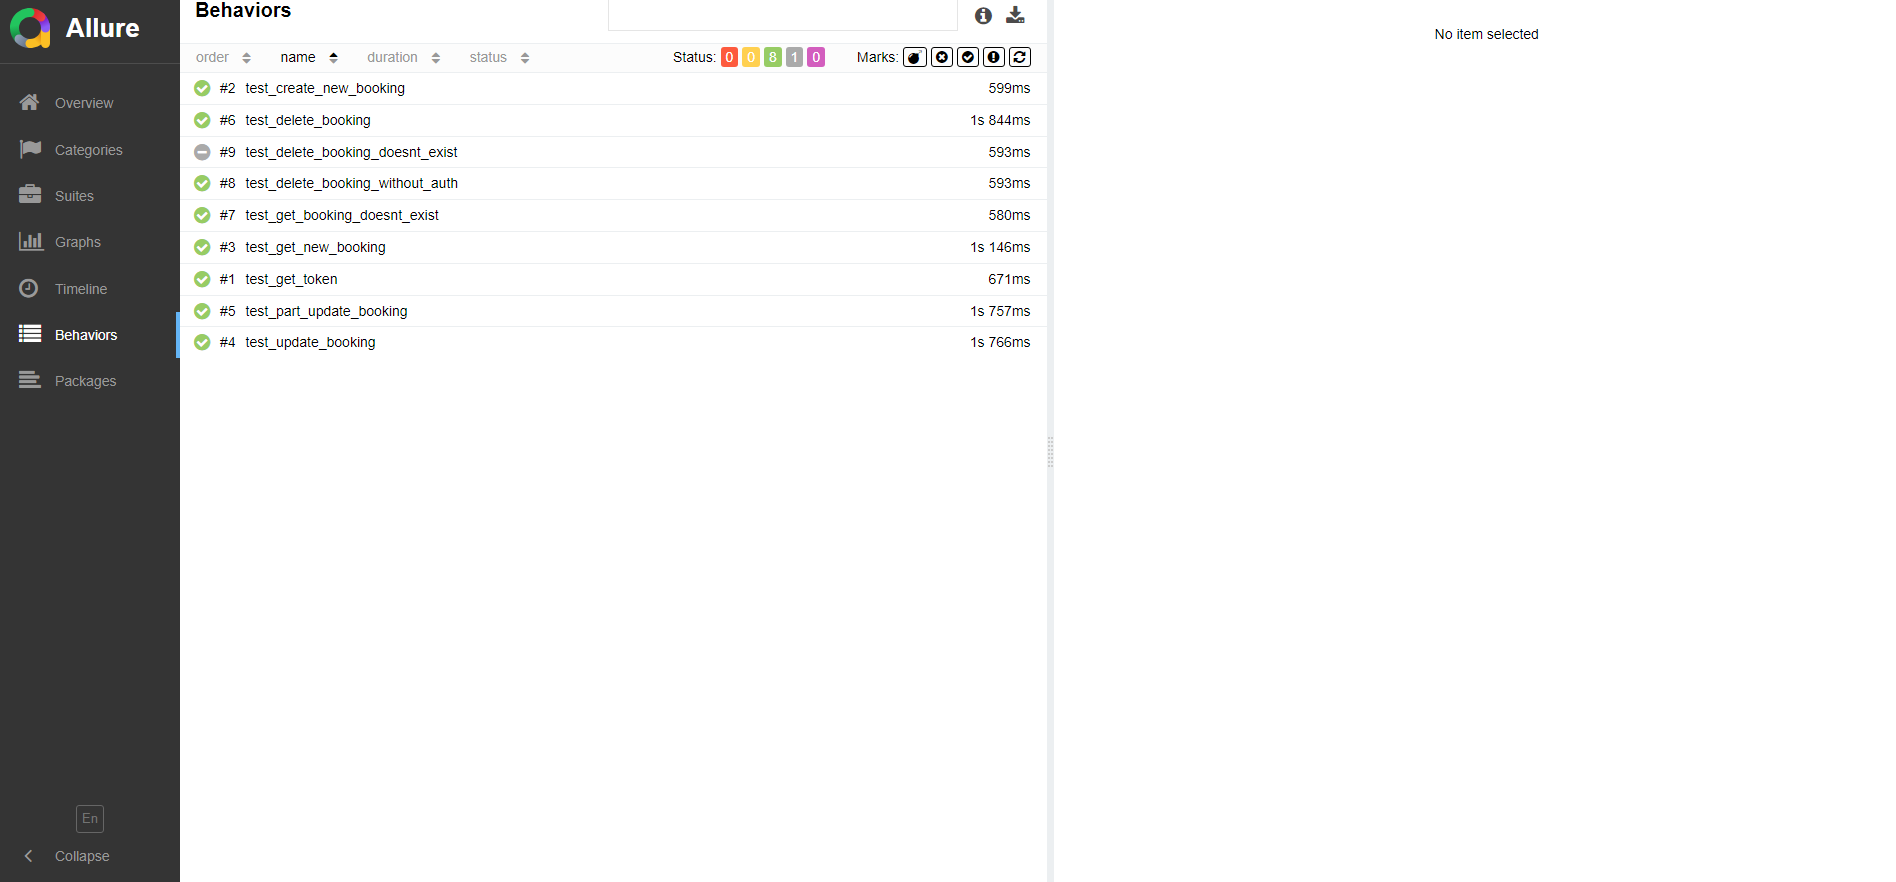 Allure
Overview
Categories
Suites
Graphs
Timeline
Behaviors
Packages
En
Collapse
Behaviors
order name duration status Status: 0 0 8 1 0 Marks:
#2 test_create_new_booking 599ms
#6 test_delete_booking 1s 844ms
#9 test_delete_booking_doesnt_exist 593ms
#8 test_delete_booking_without_auth 593ms
#7 test_get_booking_doesnt_exist 580ms
#3 test_get_new_booking 1s 146ms
#1 test_get_token 671ms
#5 test_part_update_booking 1s 757ms
#4 test_update_booking 1s 766ms
No item selected